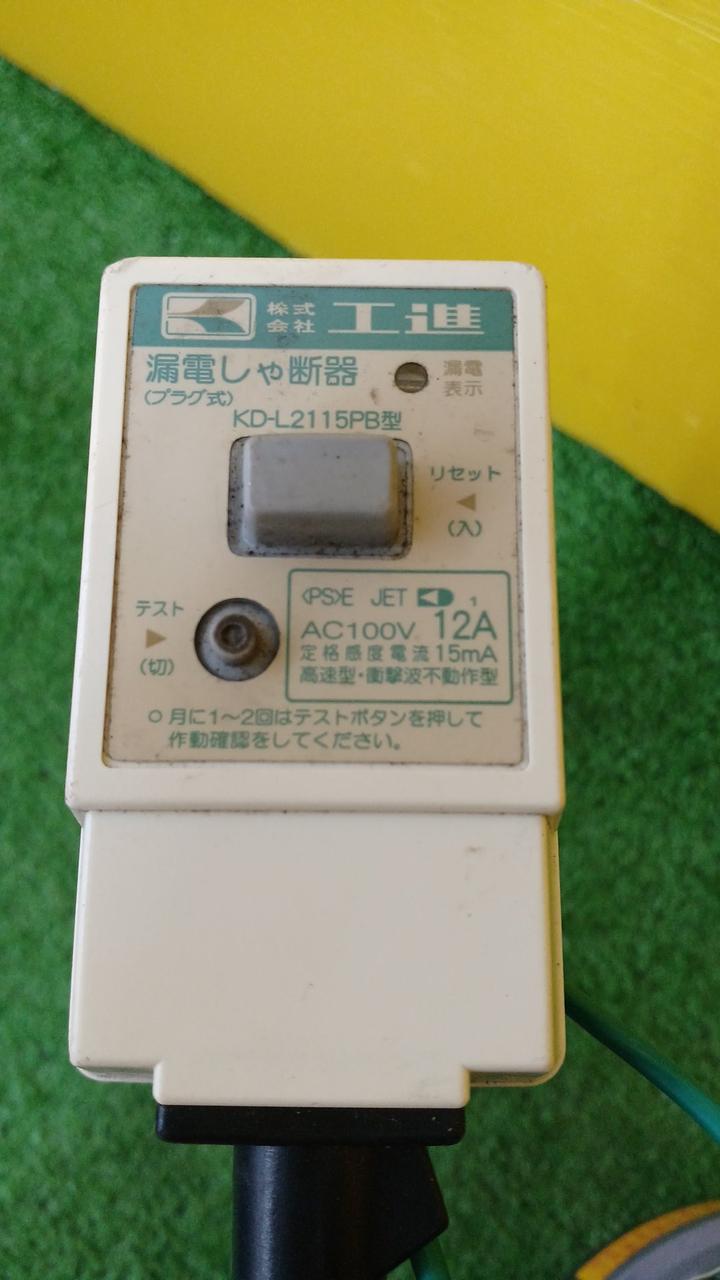 株式会社 工進
漏電しゃ断器
漏電表示
(プラグ式)
KD-L2115PB型
リセット
(入)
テスト
(切)
<PS>E JET 1
AC100V 12A
定格感度電流 15mA
高速型・衝撃波不動作型
○月に1〜2回はテストボタンを押して
作動確認をしてください。